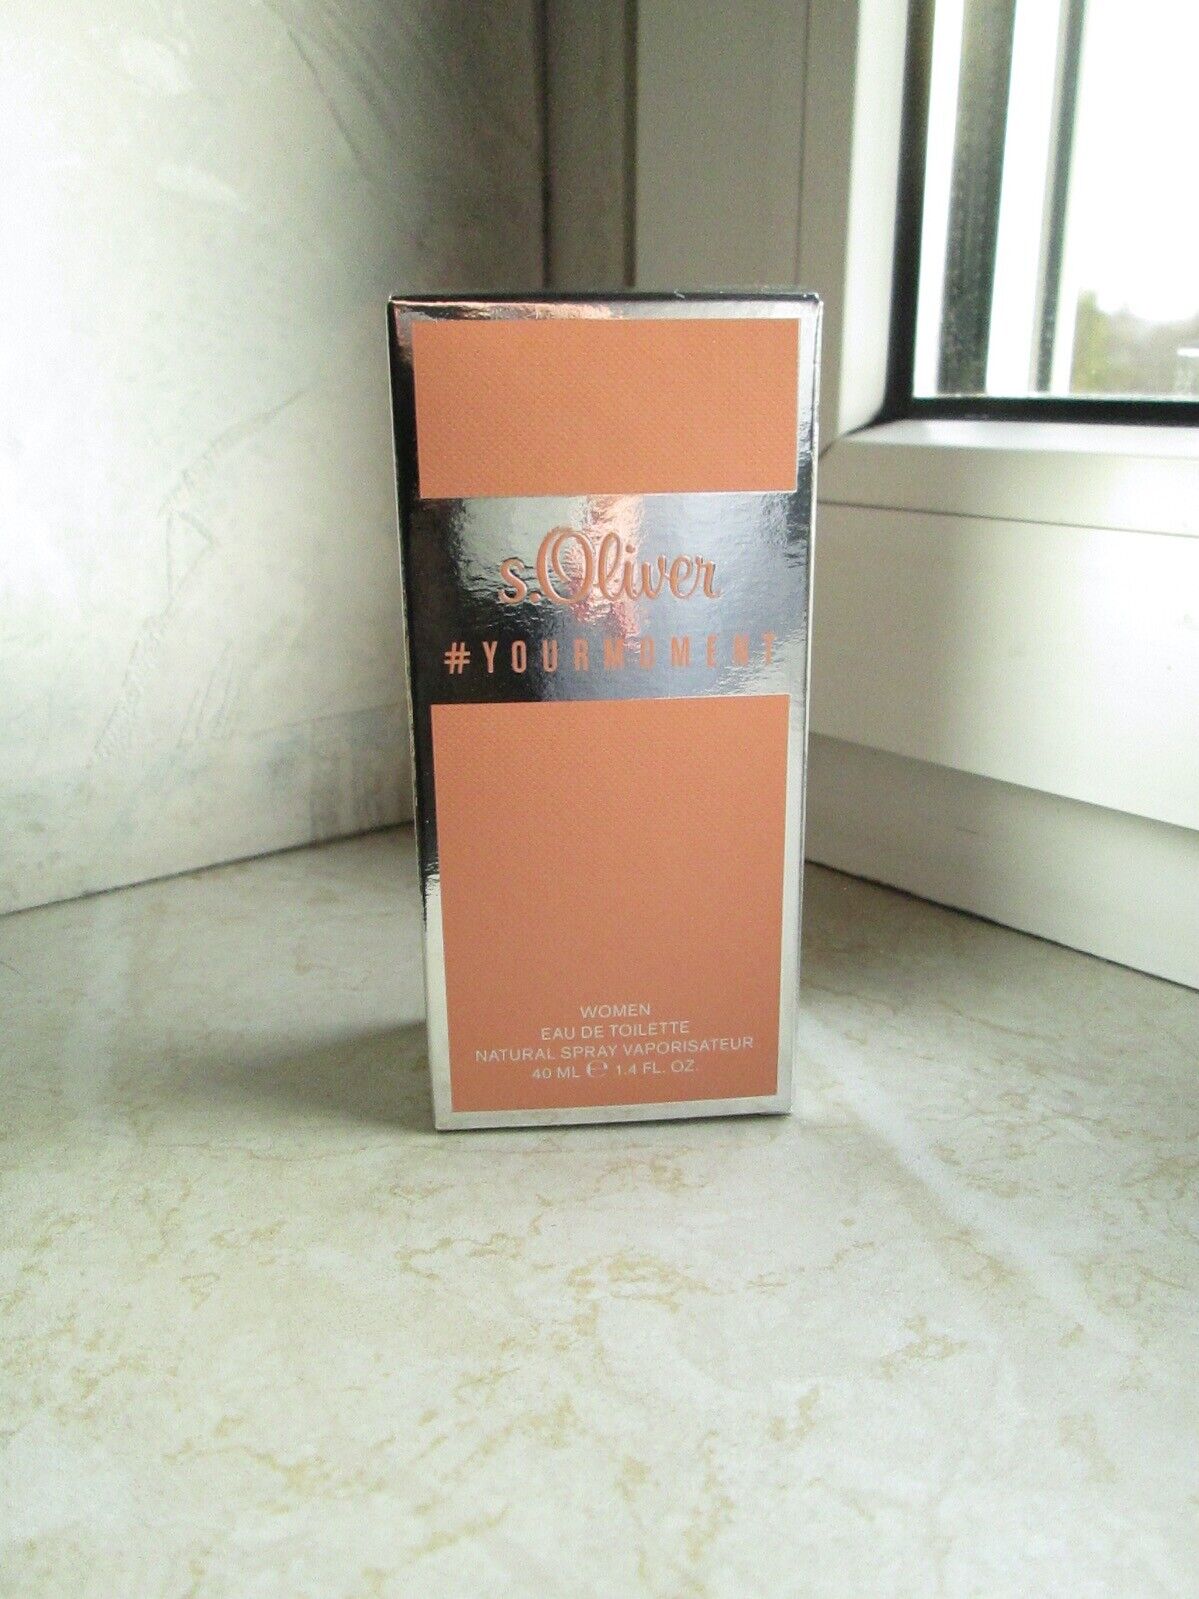 s.Oliver
#YOURMOMENT
WOMEN
EAU DE TOILETTE
NATURAL SPRAY VAPORISATEUR
40 ML ℮ 1.4 FL. OZ.